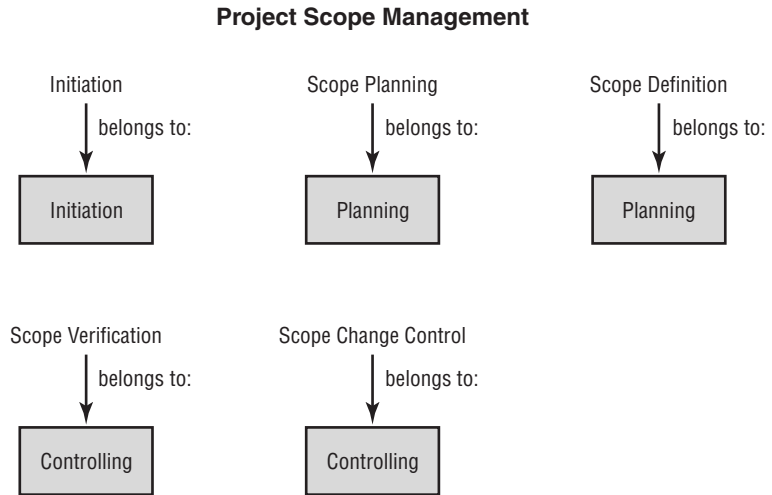 Project Scope Management
Initiation
Scope Planning
Scope Definition
belongs to:
belongs to:
belongs to:
Initiation
Planning
Planning
Scope Verification
Scope Change Control
belongs to:
belongs to:
Controlling
Controlling